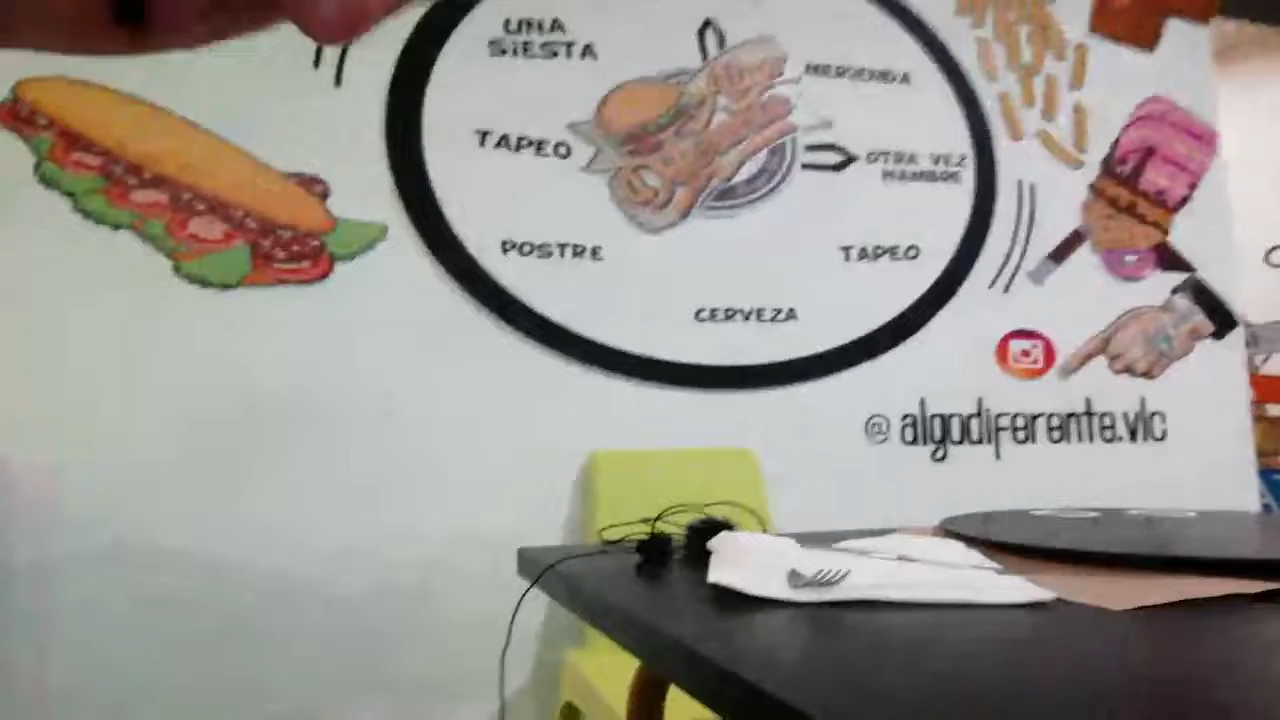 UNA
SIESTA
MERIENDA
TAPEO
OTRA VEZ
HAMBRE
POSTRE
TAPEO
CERVEZA
@algodiferente.vlc